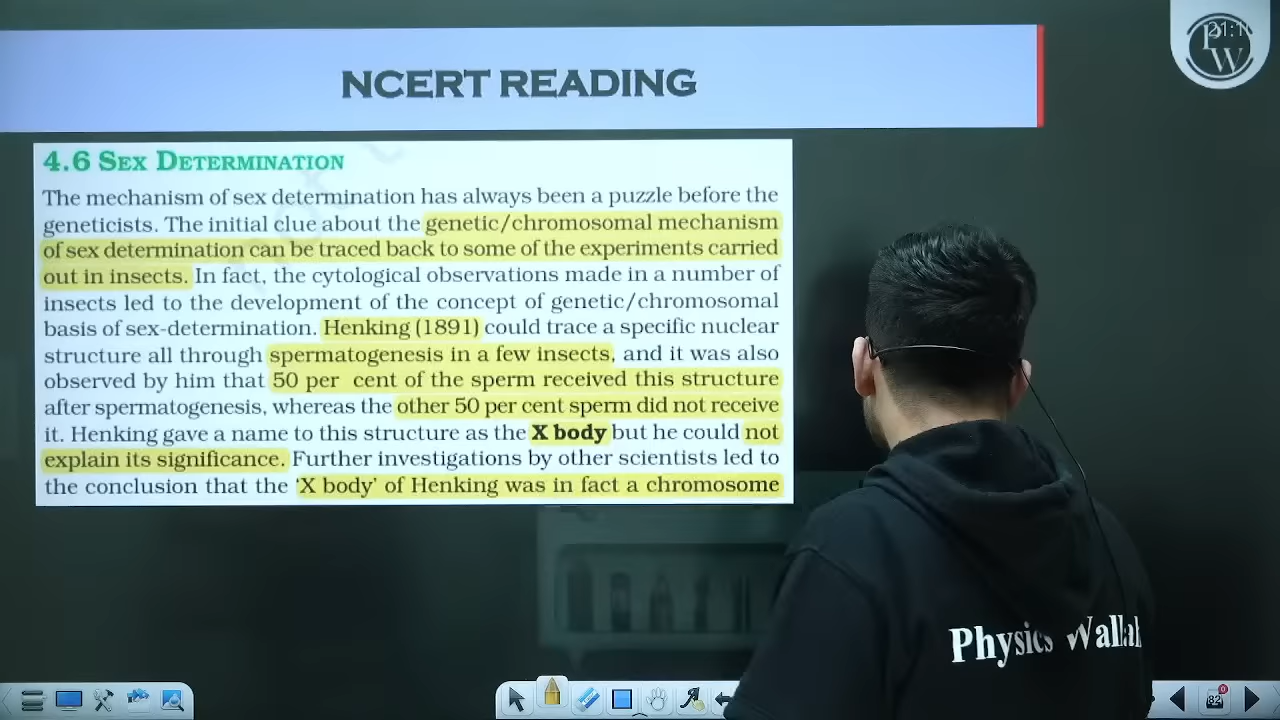 21:1
PW
NCERT READING
4.6 SEX DETERMINATION
The mechanism of sex determination has always been a puzzle before the
geneticists. The initial clue about the genetic/chromosomal mechanism
of sex determination can be traced back to some of the experiments carried
out in insects. In fact, the cytological observations made in a number of
insects led to the development of the concept of genetic/chromosomal
basis of sex-determination. Henking (1891) could trace a specific nuclear
structure all through spermatogenesis in a few insects, and it was also
observed by him that 50 per cent of the sperm received this structure
after spermatogenesis, whereas the other 50 per cent sperm did not receive
it. Henking gave a name to this structure as the X body but he could not
explain its significance. Further investigations by other scientists led to
the conclusion that the ‘X body’ of Henking was in fact a chromosome
Physics Wallah
82